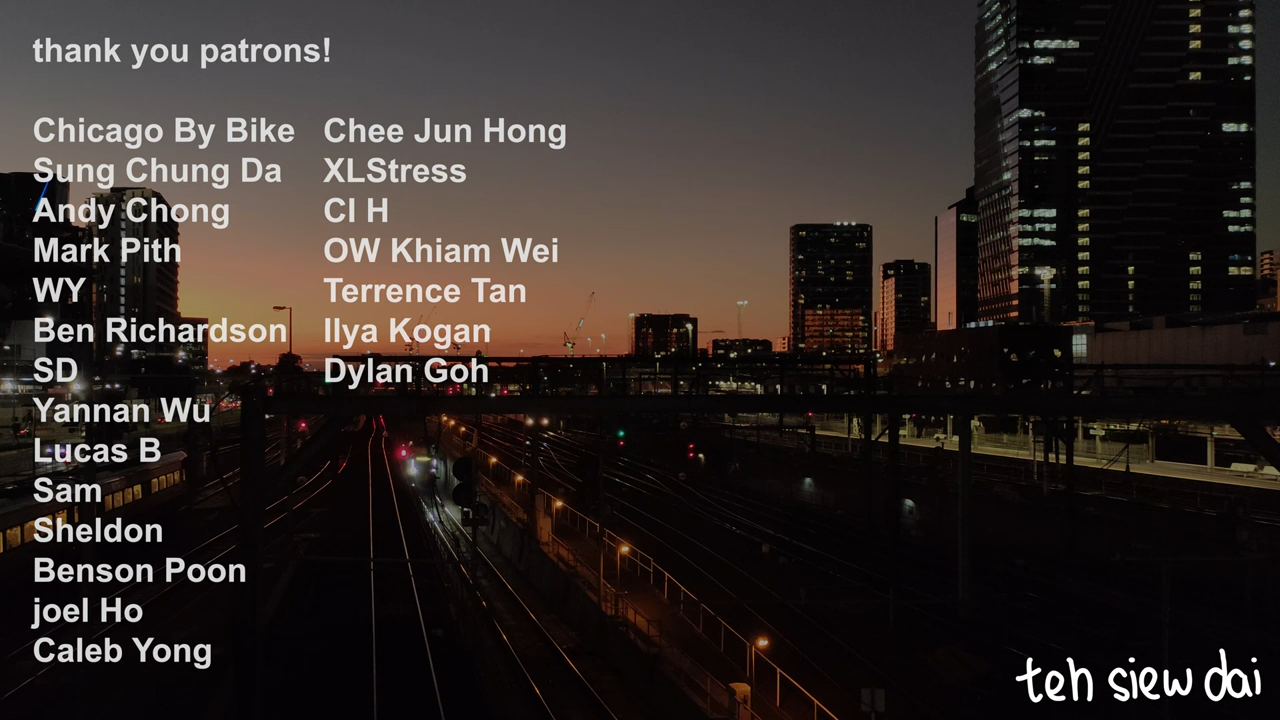 thank you patrons!
Chicago By Bike
Sung Chung Da
Andy Chong
Mark Pith
WY
Ben Richardson
SD
Yannan Wu
Lucas B
Sam
Sheldon
Benson Poon
joel Ho
Caleb Yong
Chee Jun Hong
XLStress
Cl H
OW Khiam Wei
Terrence Tan
Ilya Kogan
Dylan Goh
teh siew dai